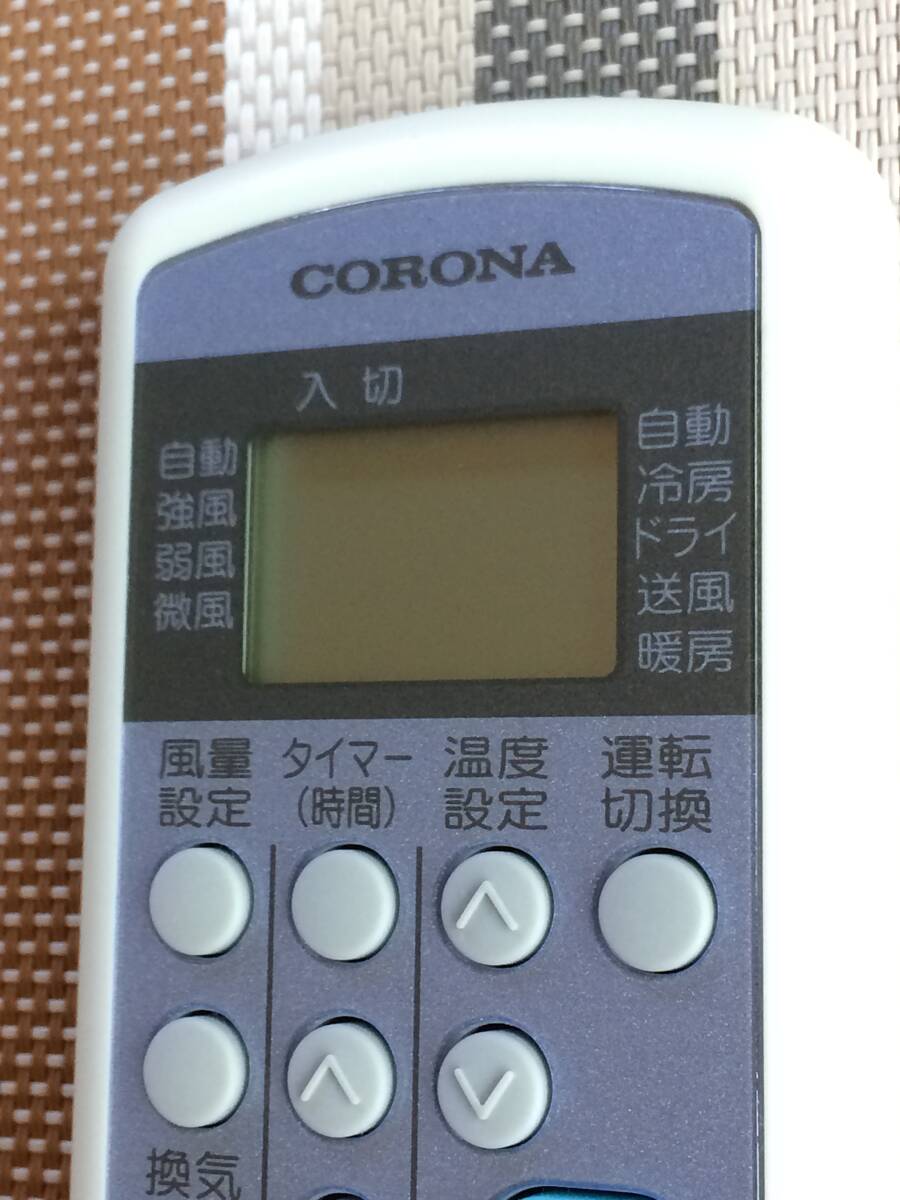 CORONA
入 切
自動
強風
弱風
微風
自動
冷房
ドライ
送風
暖房
風量
設定
タイマー
(時間)
温度
設定
運転
切換
換気